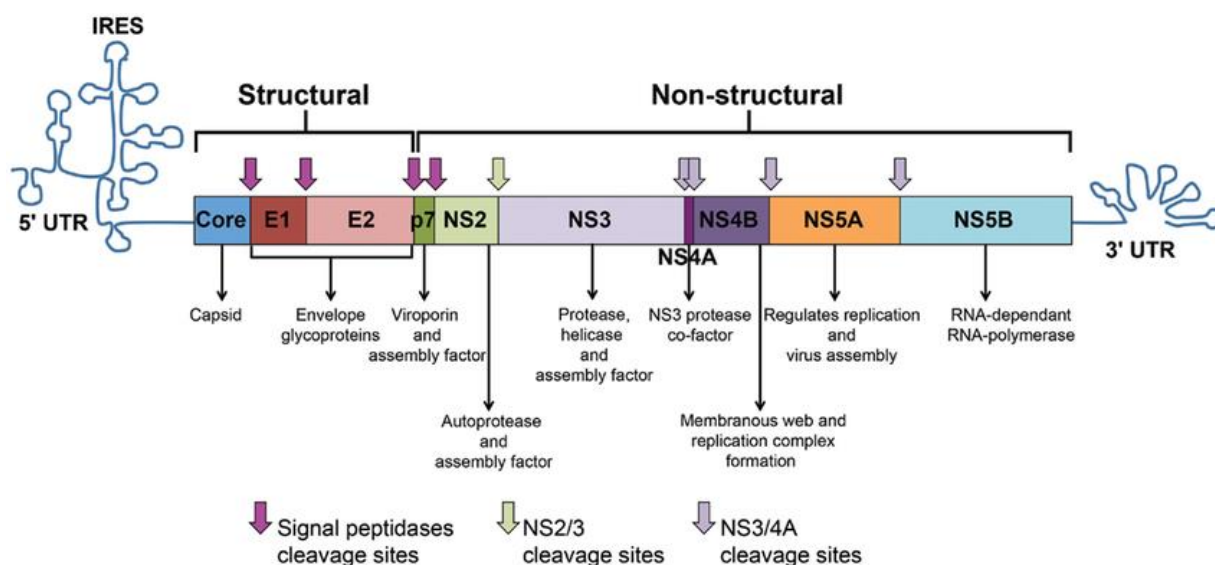 IRES
Structural
Non-structural
5' UTR
Core
E1
E2
p7
NS2
NS3
NS4A
NS4B
NS5A
NS5B
3' UTR
Capsid
Envelope
glycoproteins
Viroporin
and
assembly factor
Autoprotease
and
assembly factor
Protease,
helicase
and
assembly factor
NS3 protease
co-factor
Membranous web and
replication complex
formation
Regulates replication
and
virus assembly
RNA-dependant
RNA-polymerase
Signal peptidases
cleavage sites
NS2/3
cleavage sites
NS3/4A
cleavage sites